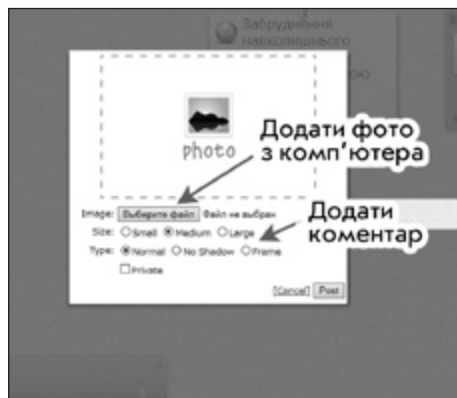 Забруднення
навколишнього
ою
photo
Додати фото
з комп'ютера
Image: Выберите файл Файл не выбран
Size: Small Medium Large
Додати
коментар
Type: Normal No Shadow Frame
Private
[Cancel] Post